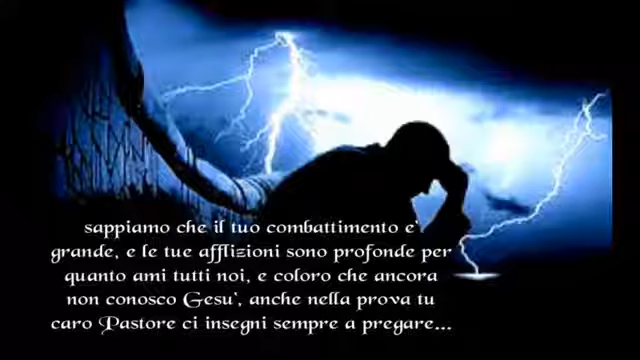 sappiamo che il tuo combattimento e'
grande, e le tue afflizioni sono profonde per
quanto ami tutti noi, e coloro che ancora
non conosco Gesu', anche nella prova tu
caro Pastore ci insegni sempre a pregare...